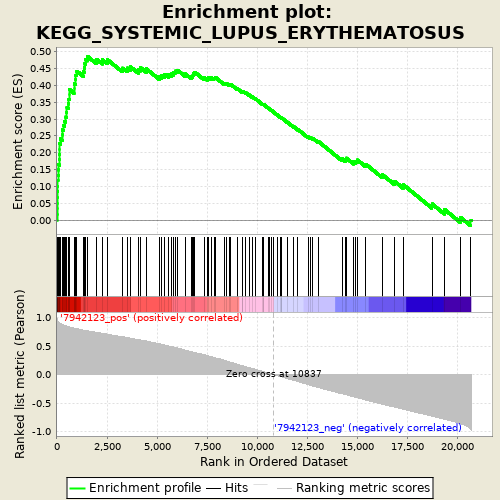 Enrichment plot:
KEGG_SYSTEMIC_LUPUS_ERYTHEMATOSUS
Enrichment score (ES)
0.50
0.45
0.40
0.35
0.30
0.25
0.20
0.15
0.10
0.05
0.00
Ranked list metric (Pearson)
1.0
0.5
0.0
-0.5
-1.0
'7942123_pos' (positively correlated)
Zero cross at 10837
'7942123_neg' (negatively correlated)
0 2,500 5,000 7,500 10,000 12,500 15,000 17,500 20,000
Rank in Ordered Dataset
Enrichment profile Hits Ranking metric scores